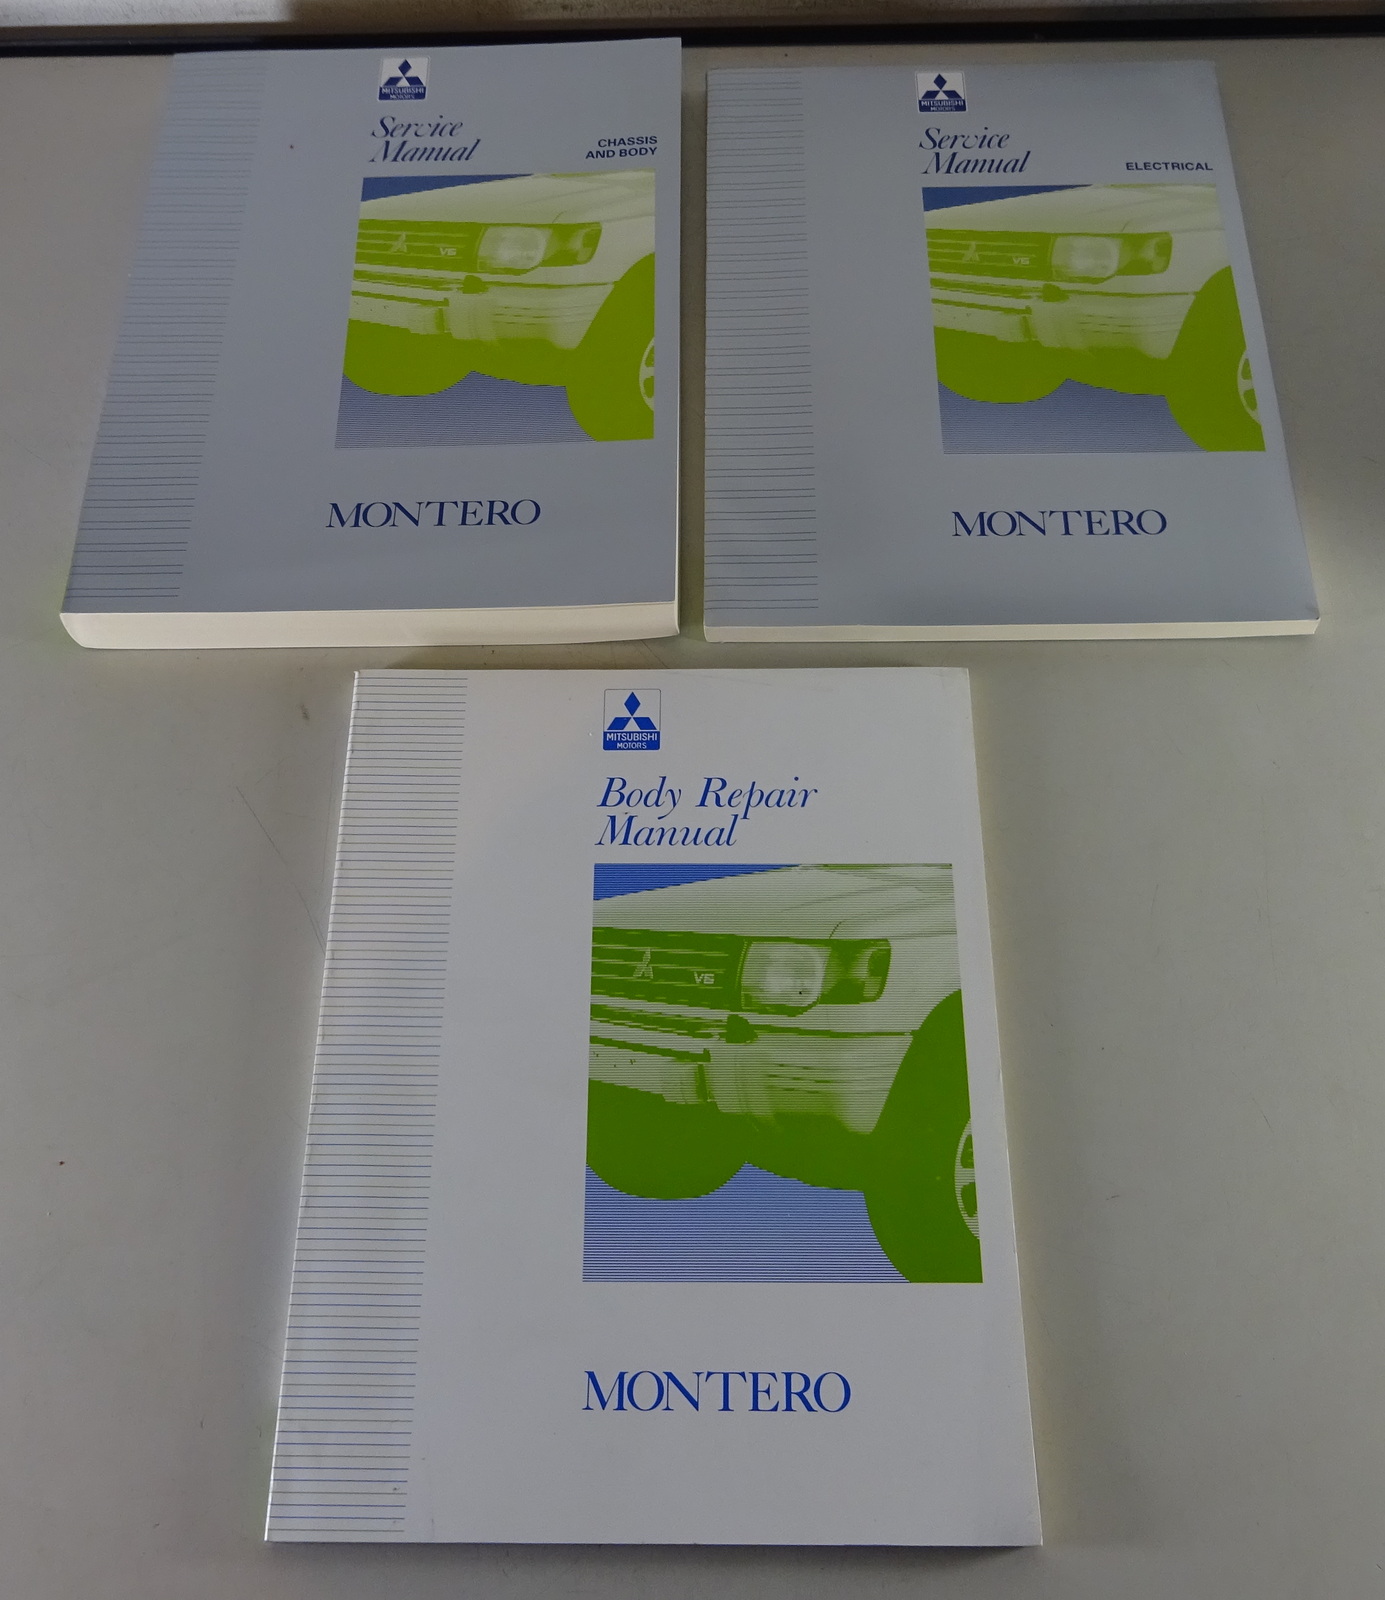 MITSUBISHI
MOTORS
Service
Manual
CHASSIS
AND BODY
V6
MONTERO
MITSUBISHI
MOTORS
Service
Manual
ELECTRICAL
V6
MONTERO
MITSUBISHI
MOTORS
Body Repair
Manual
V6
MONTERO